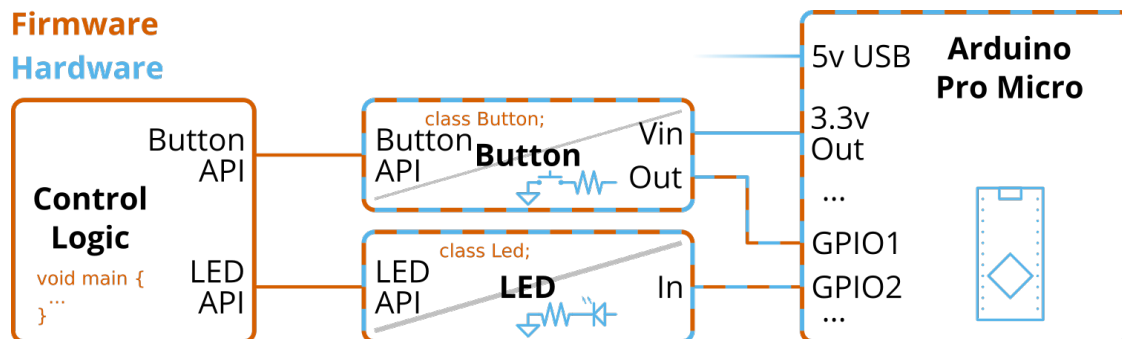 Firmware
Hardware
Control
Logic
void main {
...
}
Button
API
LED
API
class Button;
Button
API
Button
Vin
Out
class Led;
LED
API
LED
In
5v USB
3.3v
Out
...
GPIO1
GPIO2
...
Arduino
Pro Micro